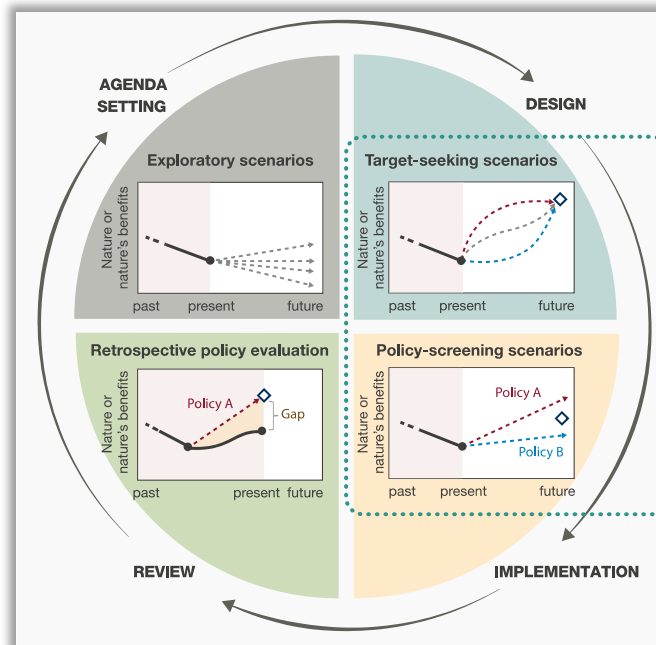 AGENDA
SETTING
DESIGN
Exploratory scenarios
Nature or
nature's benefits
past
present
future
Target-seeking scenarios
Nature or
nature's benefits
past
present
future
Retrospective policy evaluation
Nature or
nature's benefits
Policy A
Gap
past
present
future
Policy-screening scenarios
Nature or
nature's benefits
Policy A
Policy B
past
present
future
REVIEW
IMPLEMENTATION